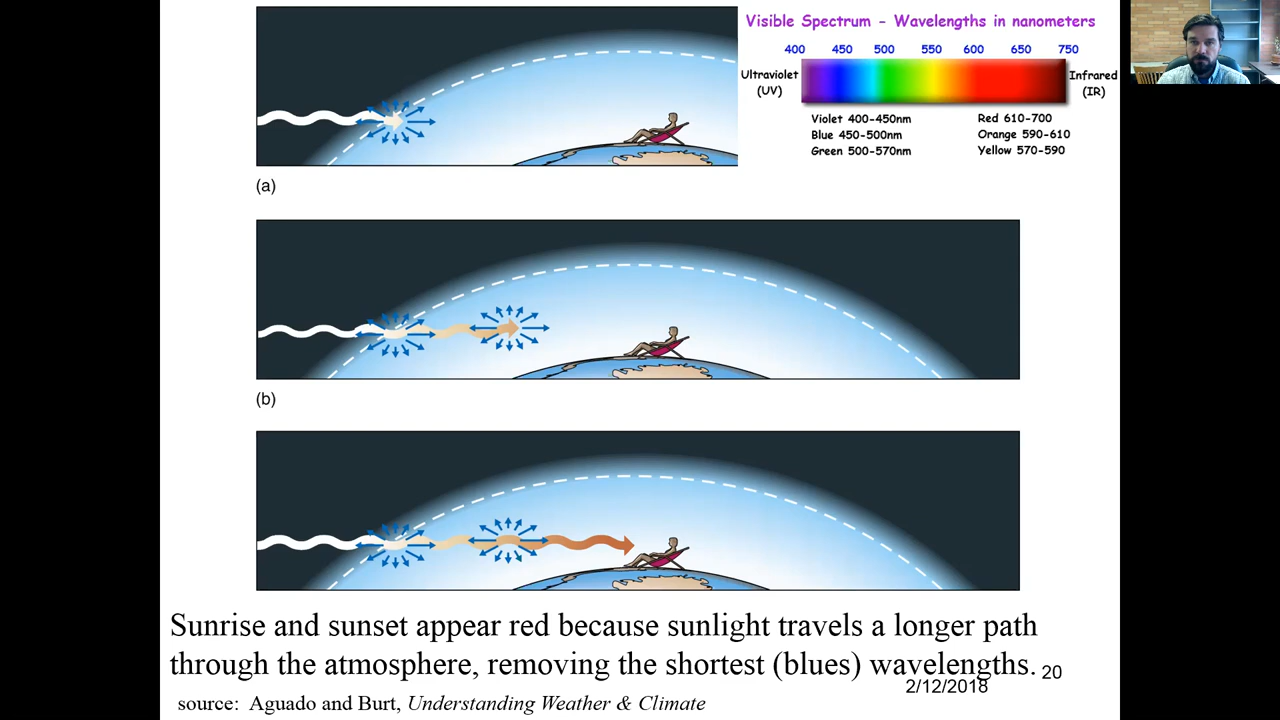 Visible Spectrum - Wavelengths in nanometers
400 450 500 550 600 650 750
Ultraviolet
(UV)
Infrared
(IR)
Violet 400-450nm
Blue 450-500nm
Green 500-570nm
Red 610-700
Orange 590-610
Yellow 570-590
(a)
(b)
Sunrise and sunset appear red because sunlight travels a longer path
through the atmosphere, removing the shortest (blues) wavelengths.
20
2/12/2018
source: Aguado and Burt, Understanding Weather & Climate